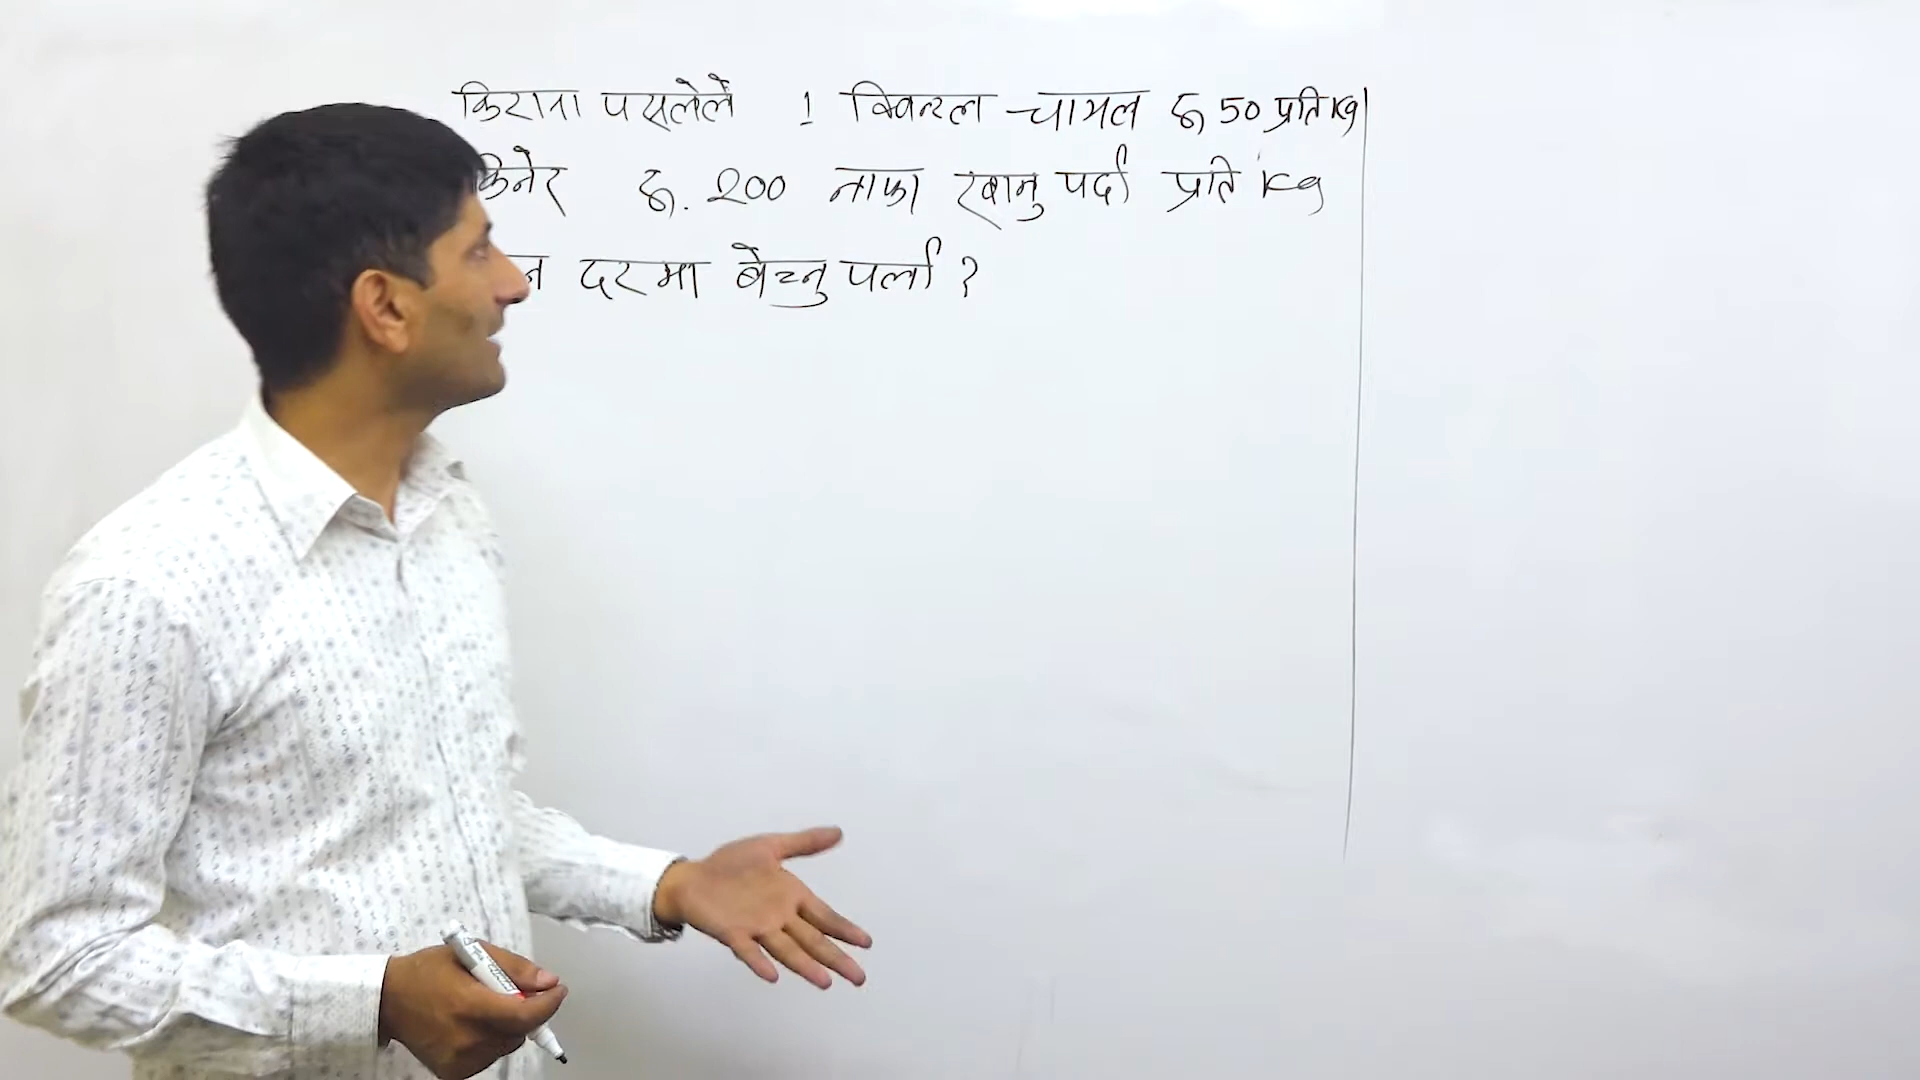 किराना पसलेले 1 क्विन्टल चामल रु 50 प्रति kg
किनेर रु. 200 नाफा खानु पर्दा प्रति kg
दरमा बेच्नु पर्ला ?